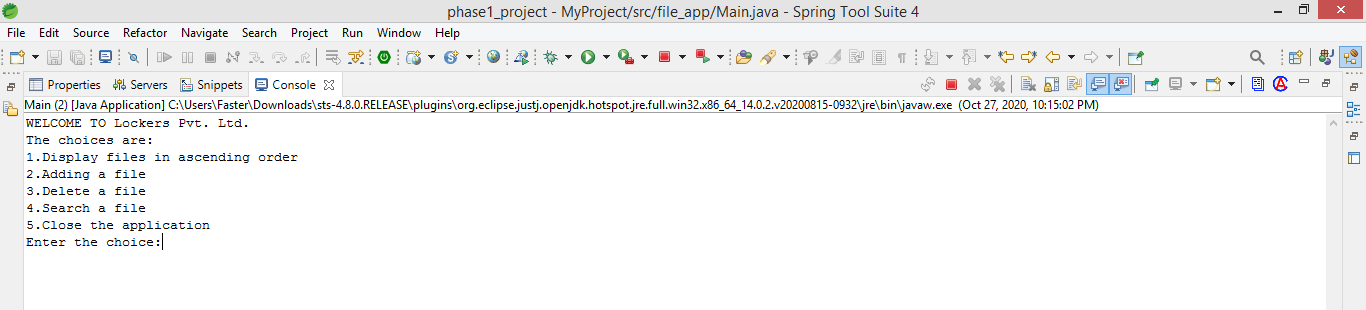 phase1_project - MyProject/src/file_app/Main.java - Spring Tool Suite 4
File Edit Source Refactor Navigate Search Project Run Window Help
Properties Servers Snippets Console
Main (2) [Java Application] C:\Users\Faster\Downloads\sts-4.8.0.RELEASE\plugins\org.eclipse.justj.openjdk.hotspot.jre.full.win32.x86_64_14.0.2.v20200815-0932\jre\bin\javaw.exe (Oct 27, 2020, 10:15:02 PM)
WELCOME TO Lockers Pvt. Ltd.
The choices are:
1.Display files in ascending order
2.Adding a file
3.Delete a file
4.Search a file
5.Close the application
Enter the choice: